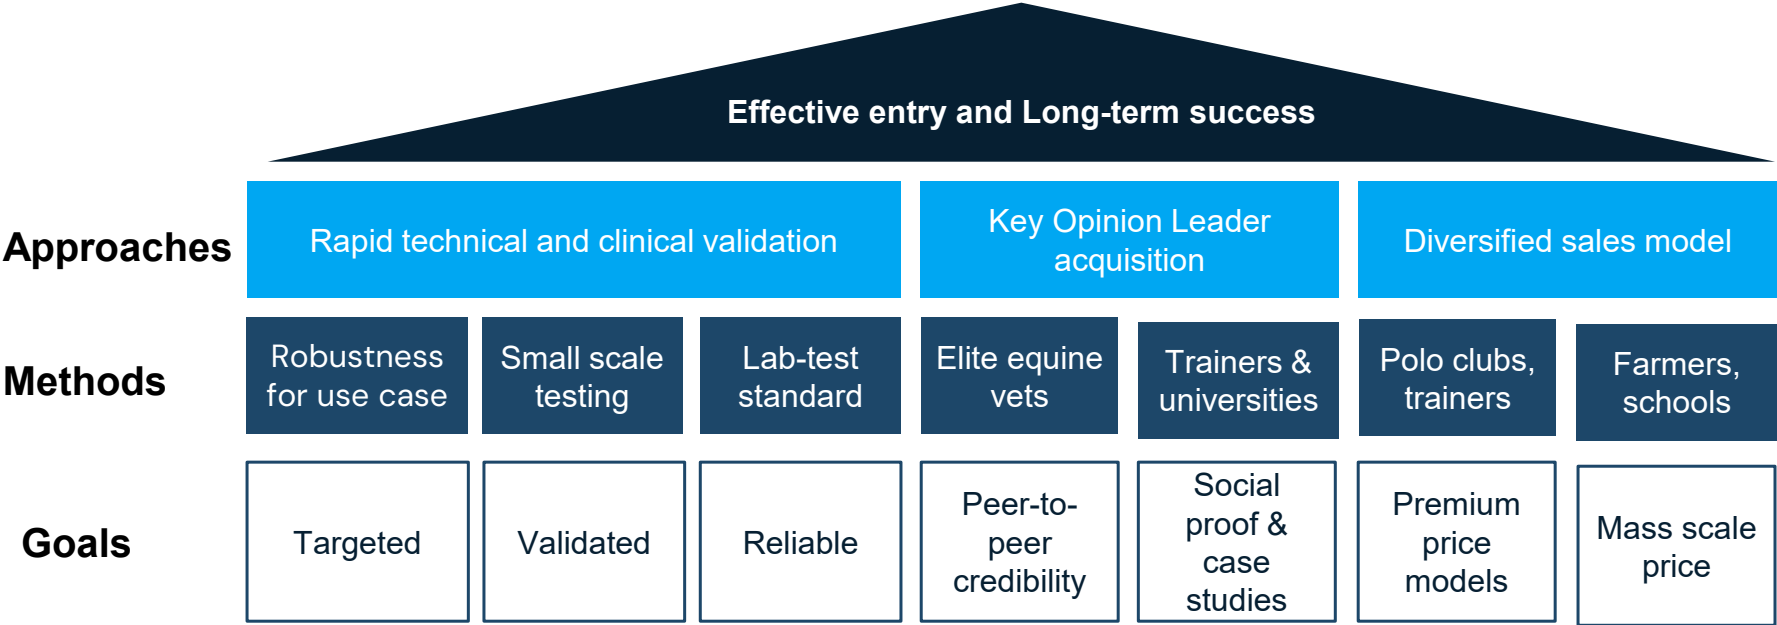 Effective entry and Long-term success
Approaches
Rapid technical and clinical validation
Key Opinion Leader
acquisition
Diversified sales model
Methods
Robustness
for use case
Small scale
testing
Lab-test
standard
Elite equine
vets
Trainers &
universities
Polo clubs,
trainers
Farmers,
schools
Goals
Targeted
Validated
Reliable
Peer-to-
peer
credibility
Social
proof &
case
studies
Premium
price
models
Mass scale
price